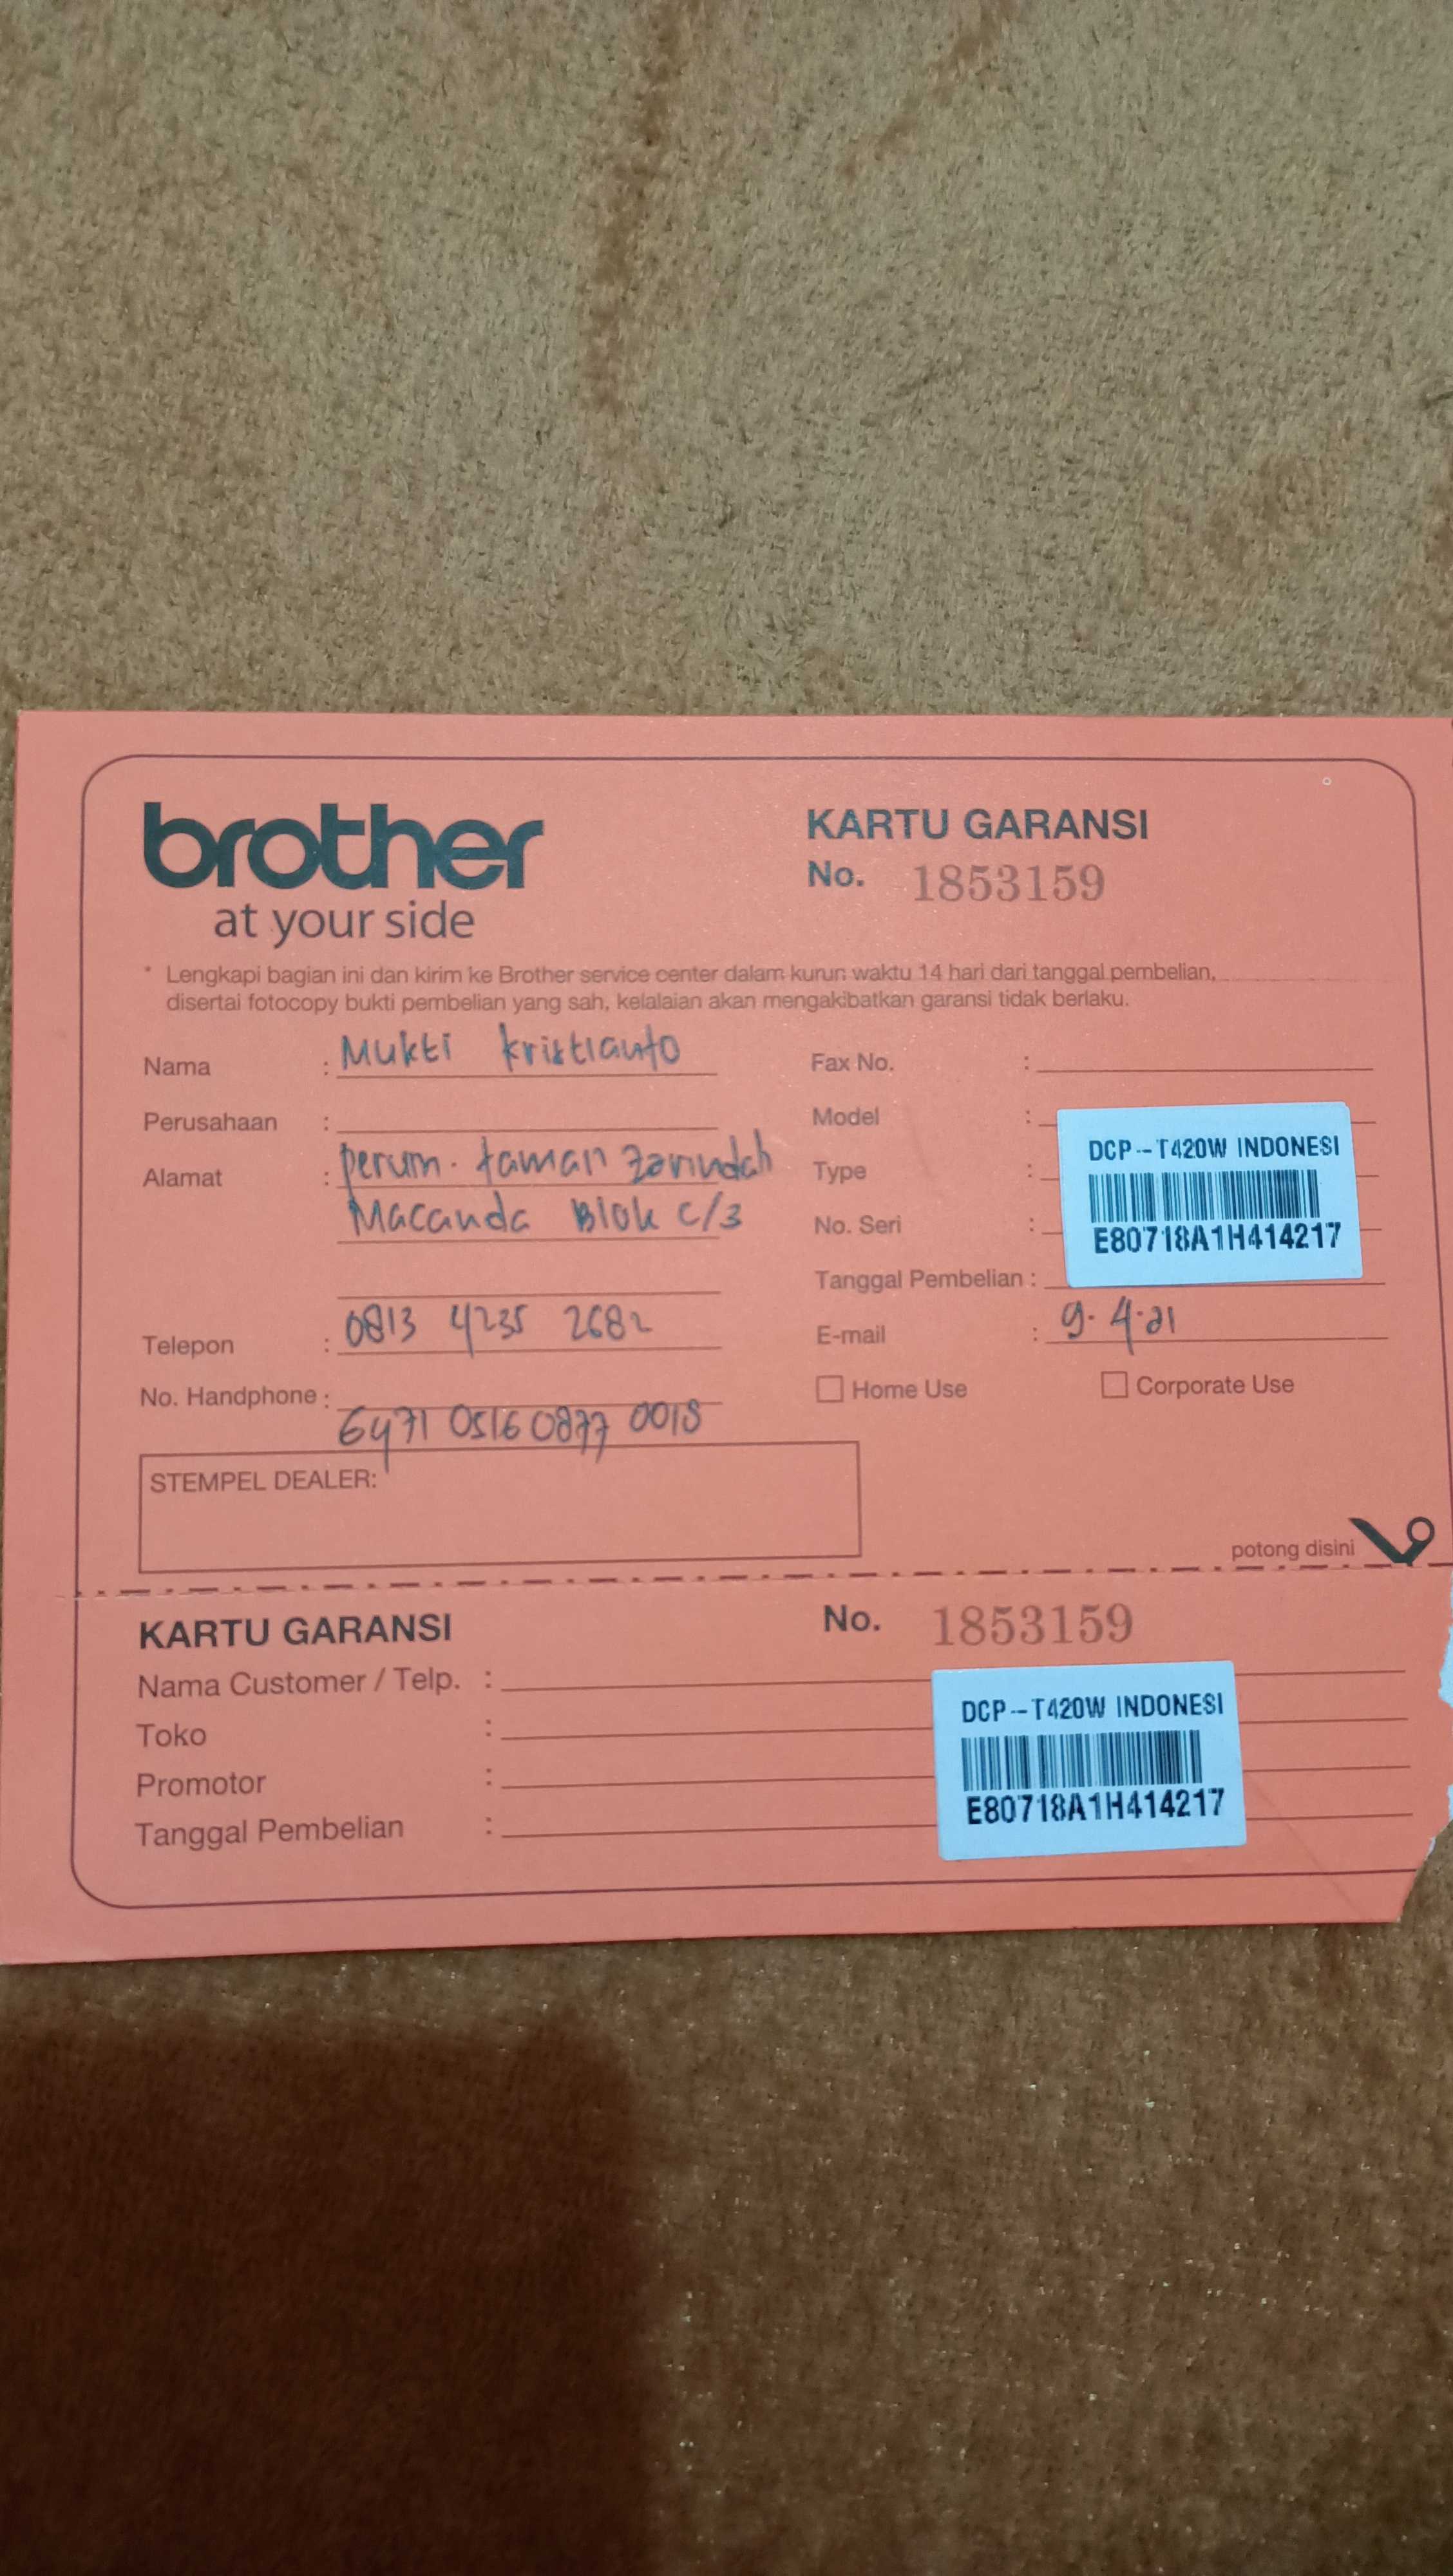 brother
at your side
KARTU GARANSI
No. 1853159
* Lengkapi bagian ini dan kirim ke Brother service center dalam kurun waktu 14 hari dari tanggal pembelian,
disertai fotocopy bukti pembelian yang sah, kelalaian akan mengakibatkan garansi tidak berlaku.
Nama : Mukti Kristianto
Perusahaan :
Alamat : perum. taman zarindah
Macanda Blok C/3
Telepon : 0813 4235 2682
No. Handphone :
6471 0516 0877 0018
Fax No. :
Model :
Type :
No. Seri :
DCP-T420W INDONESI
E80718A1H414217
Tanggal Pembelian :
E-mail : 9.4.21
Home Use
Corporate Use
STEMPEL DEALER:
potong disini
KARTU GARANSI
No. 1853159
Nama Customer / Telp. :
Toko :
Promotor :
Tanggal Pembelian :
DCP-T420W INDONESI
E80718A1H414217